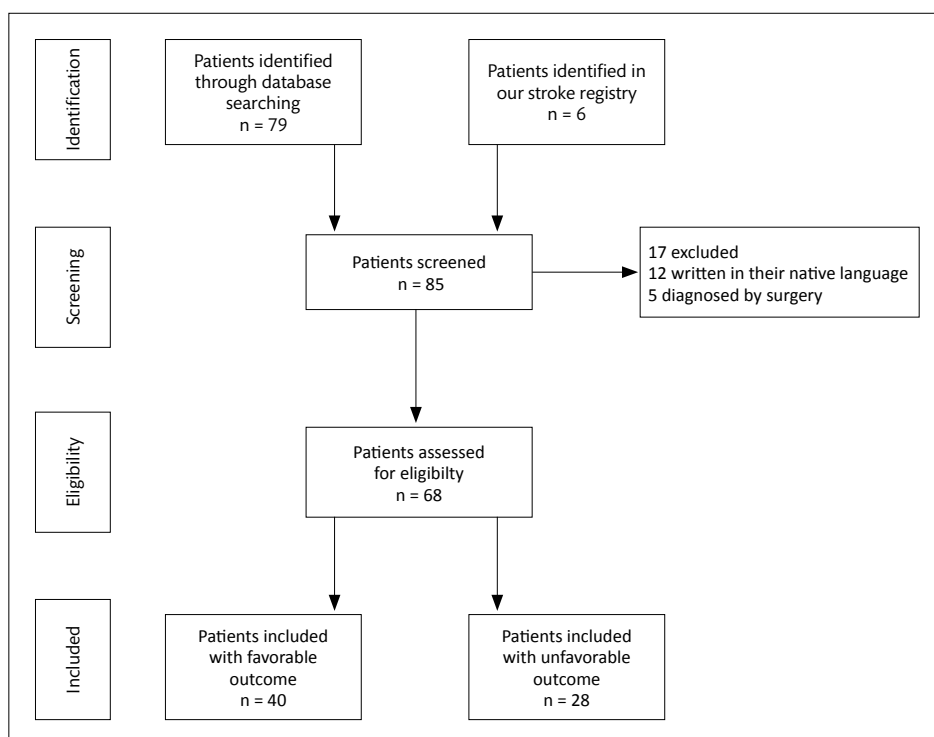 Identification
Patients identified
through database
searching
n = 79
Patients identified in
our stroke registry
n = 6
Screening
Patients screened
n = 85
17 excluded
12 written in their native language
5 diagnosed by surgery
Eligibility
Patients assessed
for eligibilty
n = 68
Included
Patients included
with favorable
outcome
n = 40
Patients included
with unfavorable
outcome
n = 28